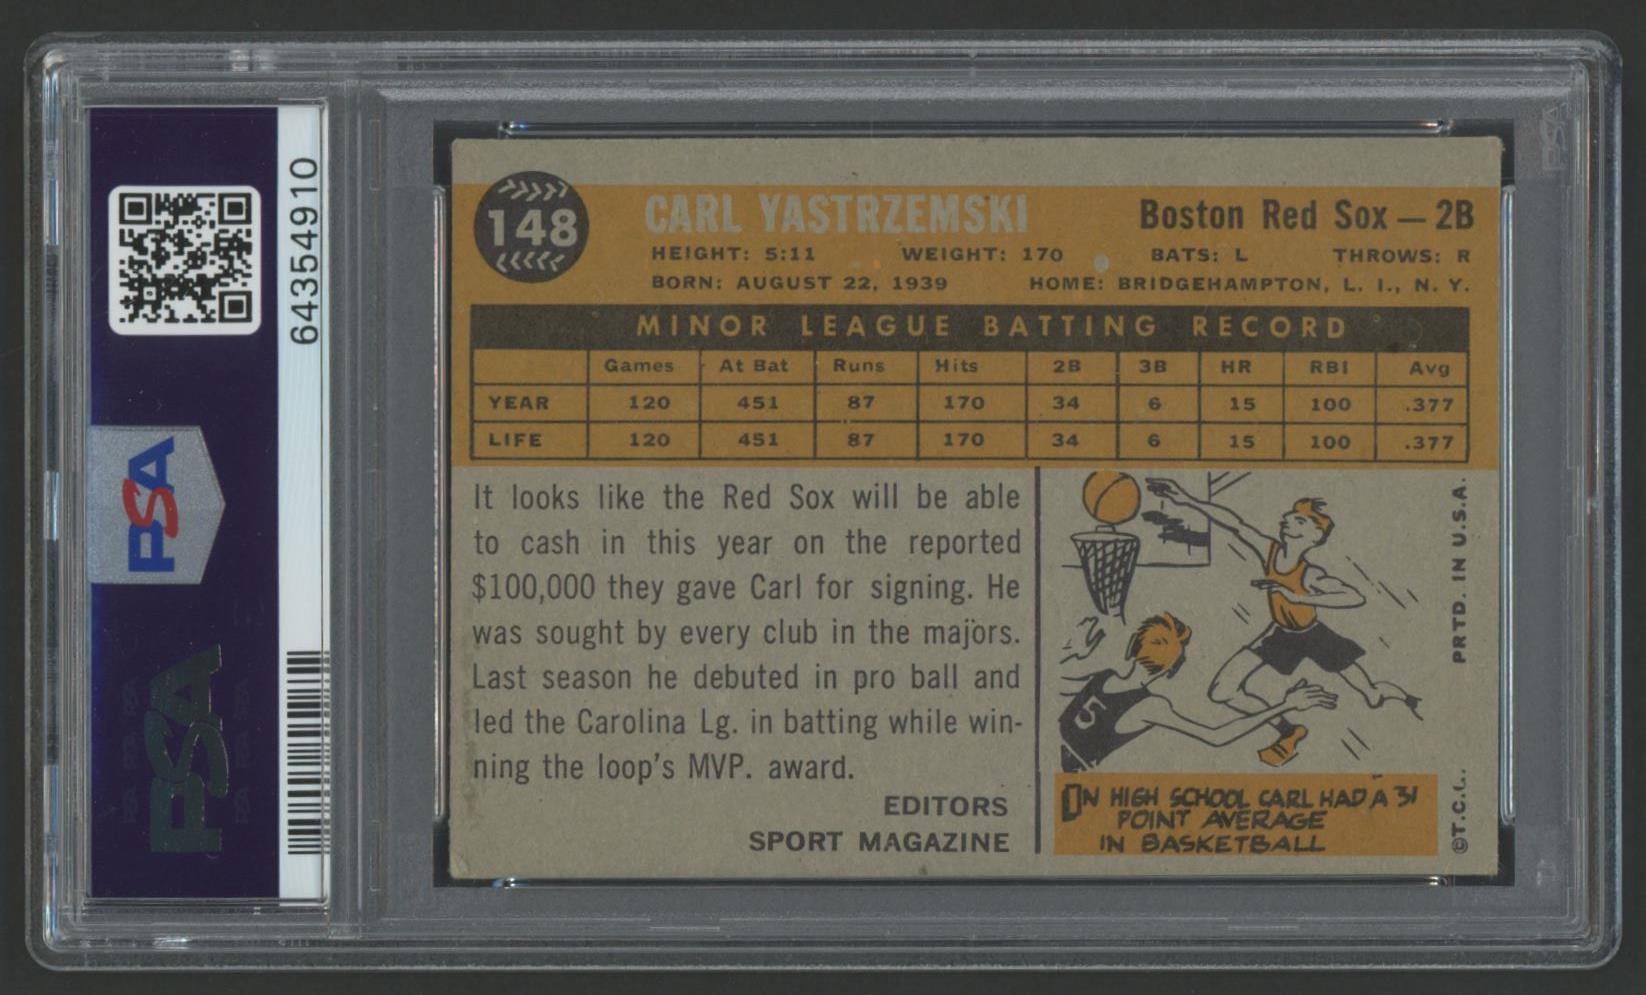 64354910
PSA
PSA
148
CARL YASTRZEMSKI
Boston Red Sox — 2B
HEIGHT: 5:11 WEIGHT: 170 BATS: L THROWS: R
BORN: AUGUST 22, 1939 HOME: BRIDGEHAMPTON, L. I., N. Y.
MINOR LEAGUE BATTING RECORD
Games At Bat Runs Hits 2B 3B HR RBI Avg
YEAR 120 451 87 170 34 6 15 100 .377
LIFE 120 451 87 170 34 6 15 100 .377
It looks like the Red Sox will be able
to cash in this year on the reported
$100,000 they gave Carl for signing. He
was sought by every club in the majors.
Last season he debuted in pro ball and
led the Carolina Lg. in batting while win-
ning the loop's MVP. award.
EDITORS
SPORT MAGAZINE
5
IN HIGH SCHOOL CARL HAD A 31
POINT AVERAGE
IN BASKETBALL
©T.C.G. PRTD. IN U.S.A.
PSA